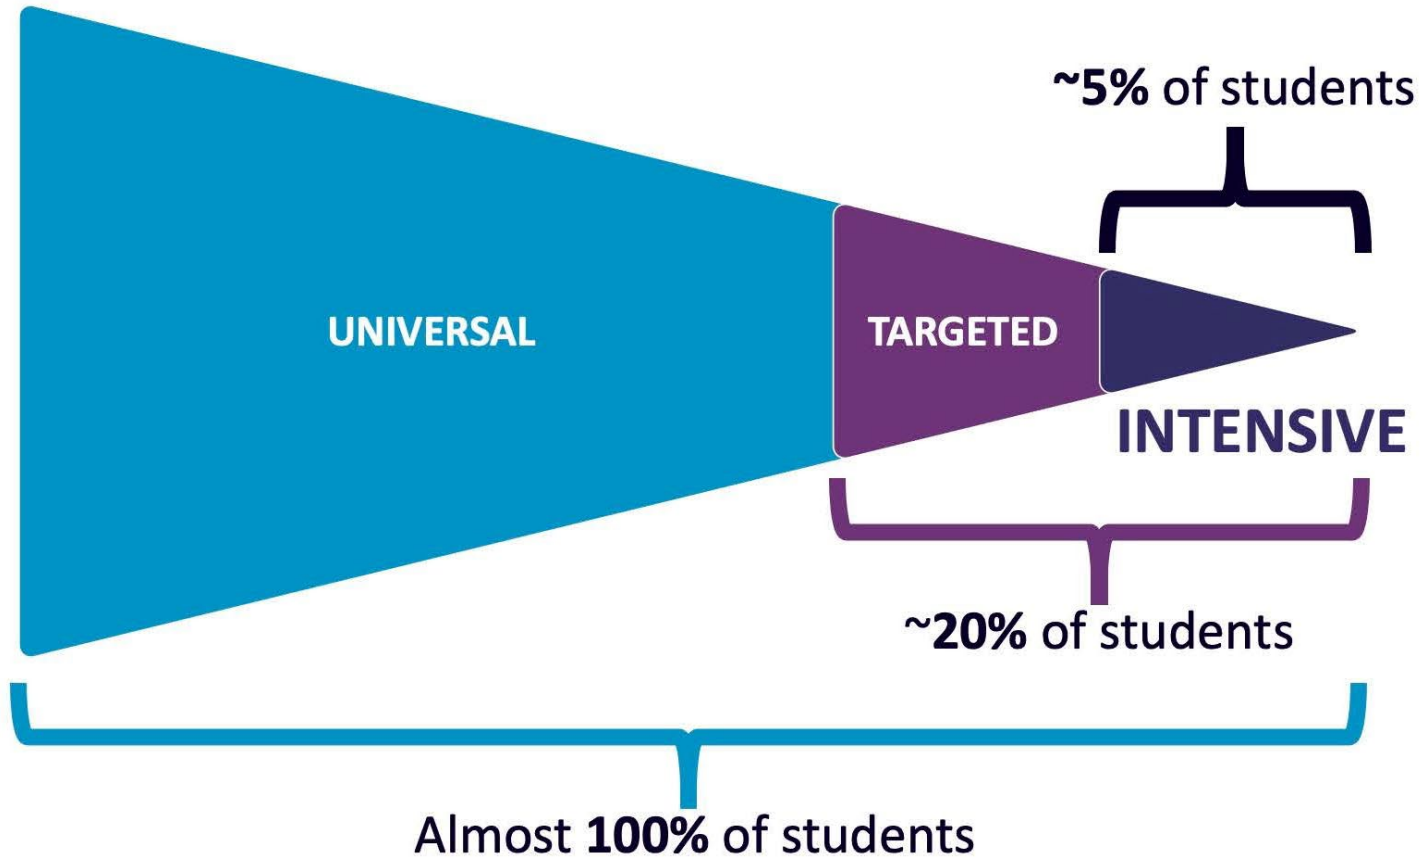 ~5% of students
UNIVERSAL
TARGETED
INTENSIVE
~20% of students
Almost 100% of students